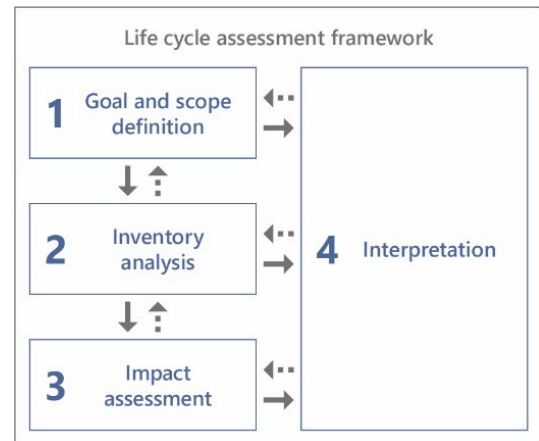 Life cycle assessment framework
1
Goal and scope
definition
2
Inventory
analysis
3
Impact
assessment
4 Interpretation